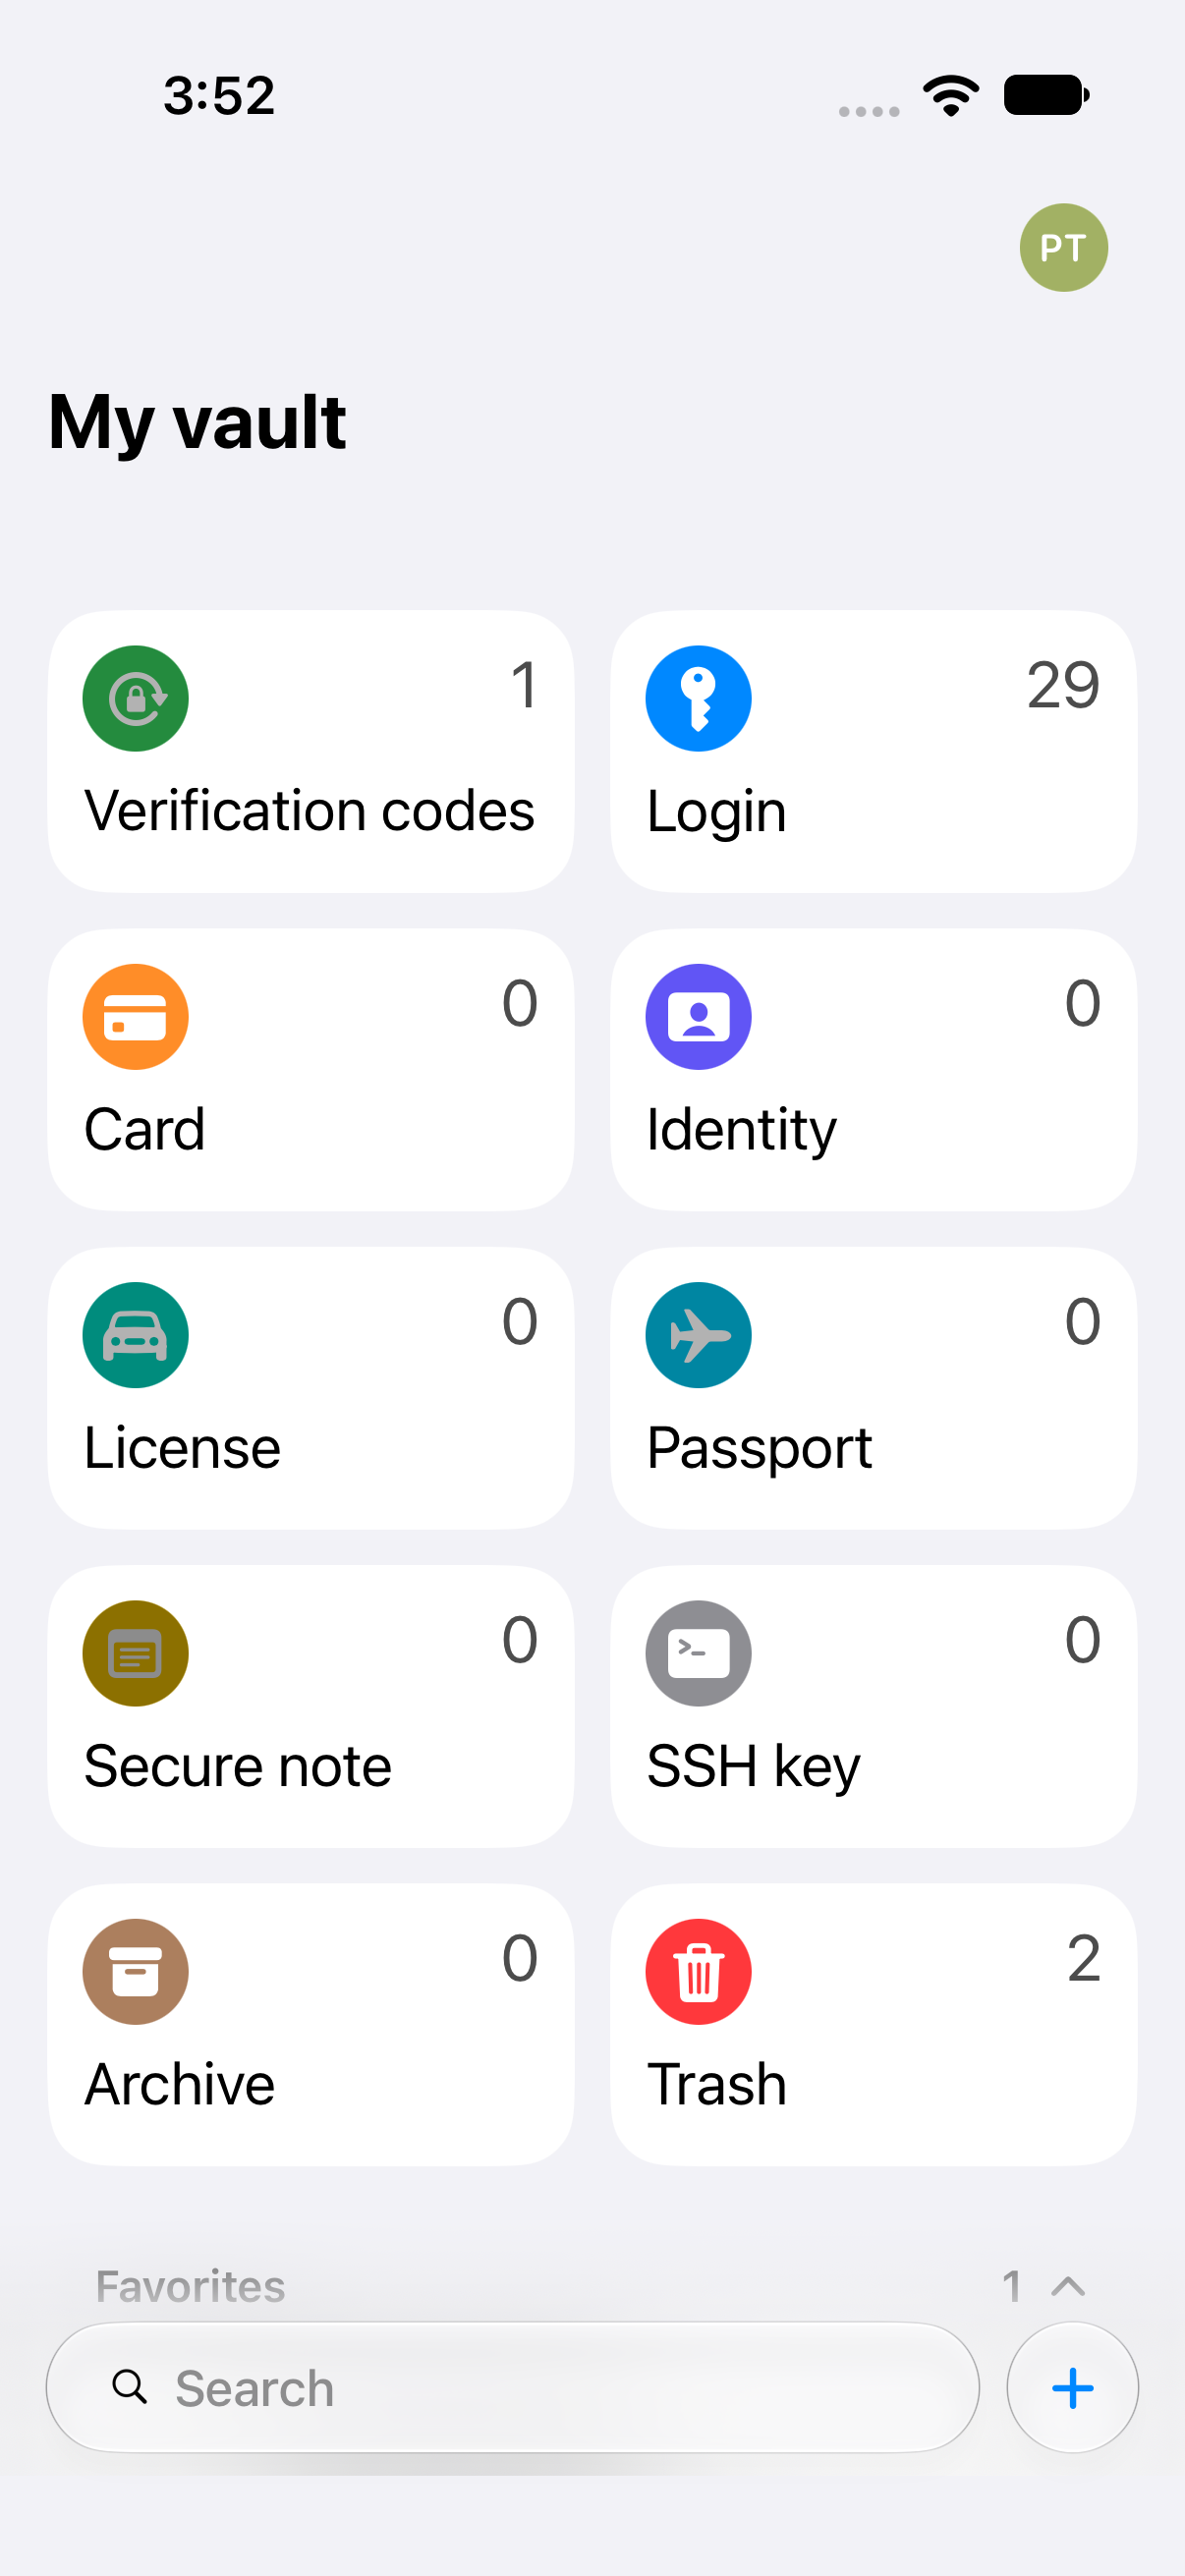 3:52
PT
My vault
1
Verification codes
29
Login
0
Card
0
Identity
0
License
0
Passport
0
Secure note
0
SSH key
0
Archive
2
Trash
Favorites 1
Search